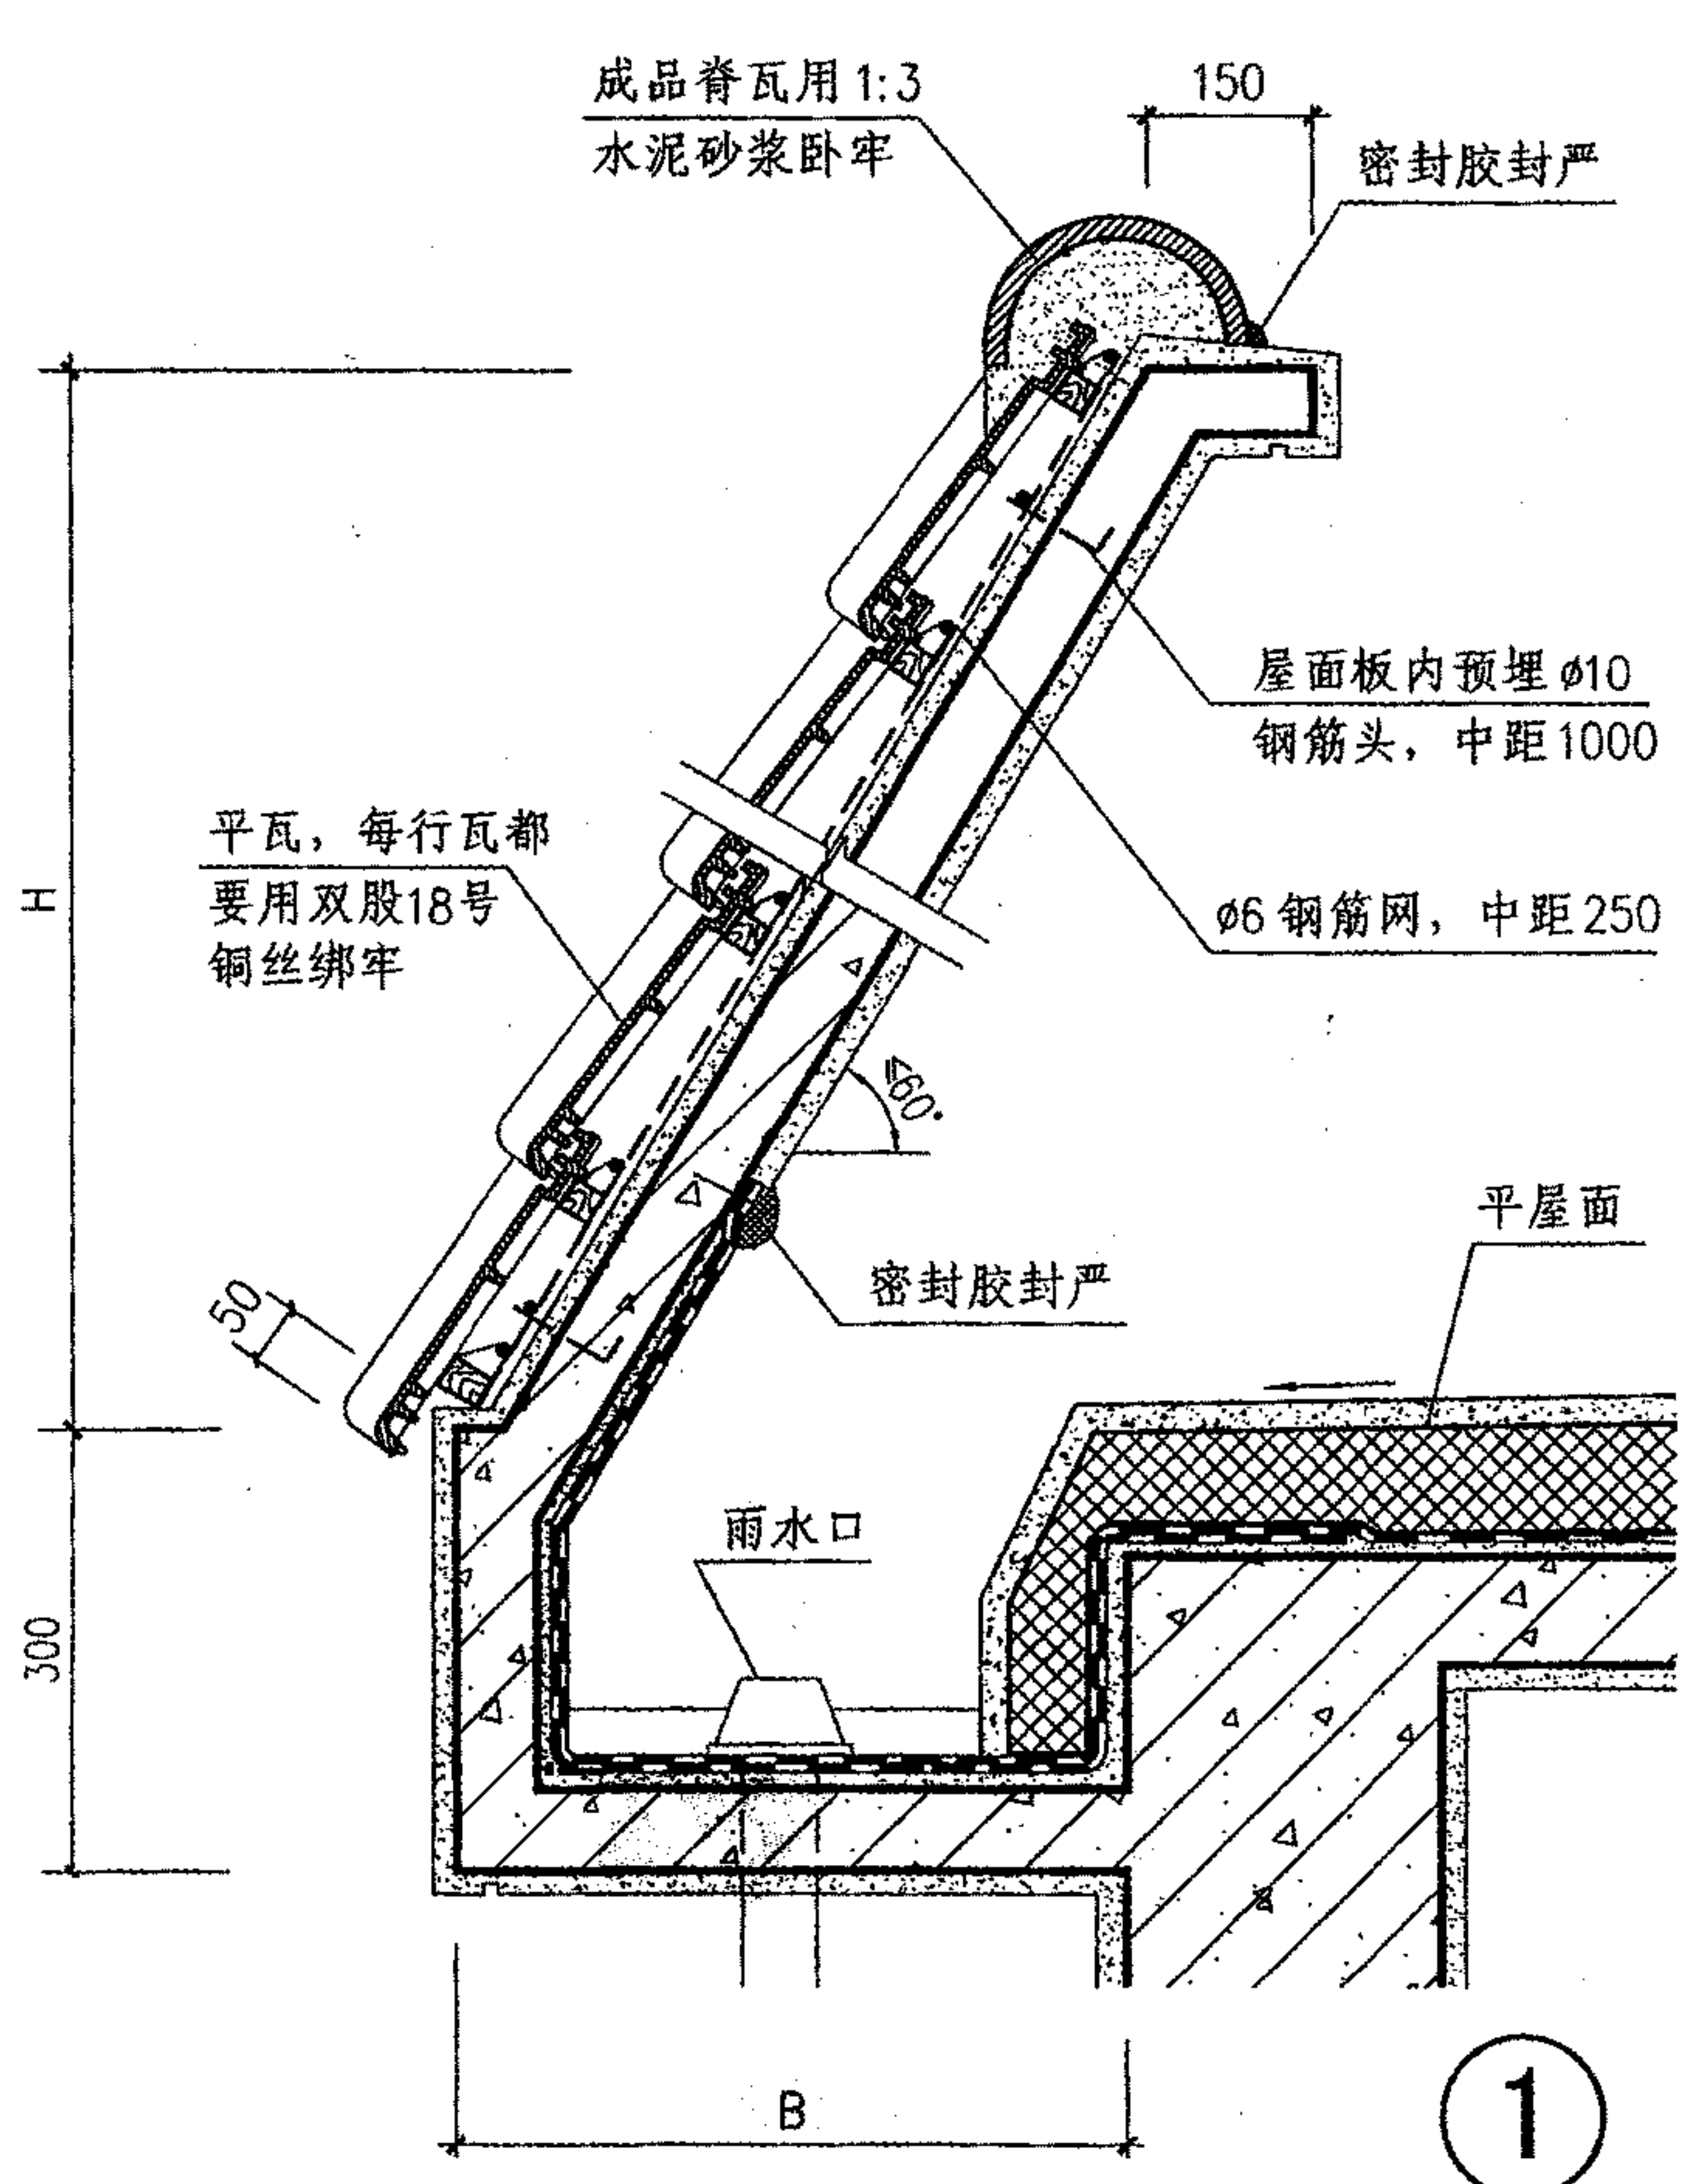 成品脊瓦用1:3
水泥砂浆卧牢
150
密封胶封严
屋面板内预埋ø10
钢筋头，中距1000
平瓦，每行瓦都
要用双股18号
铜丝绑牢
H
ø6钢筋网，中距250
≤60°
平屋面
密封胶封严
50
雨水口
300
B
1